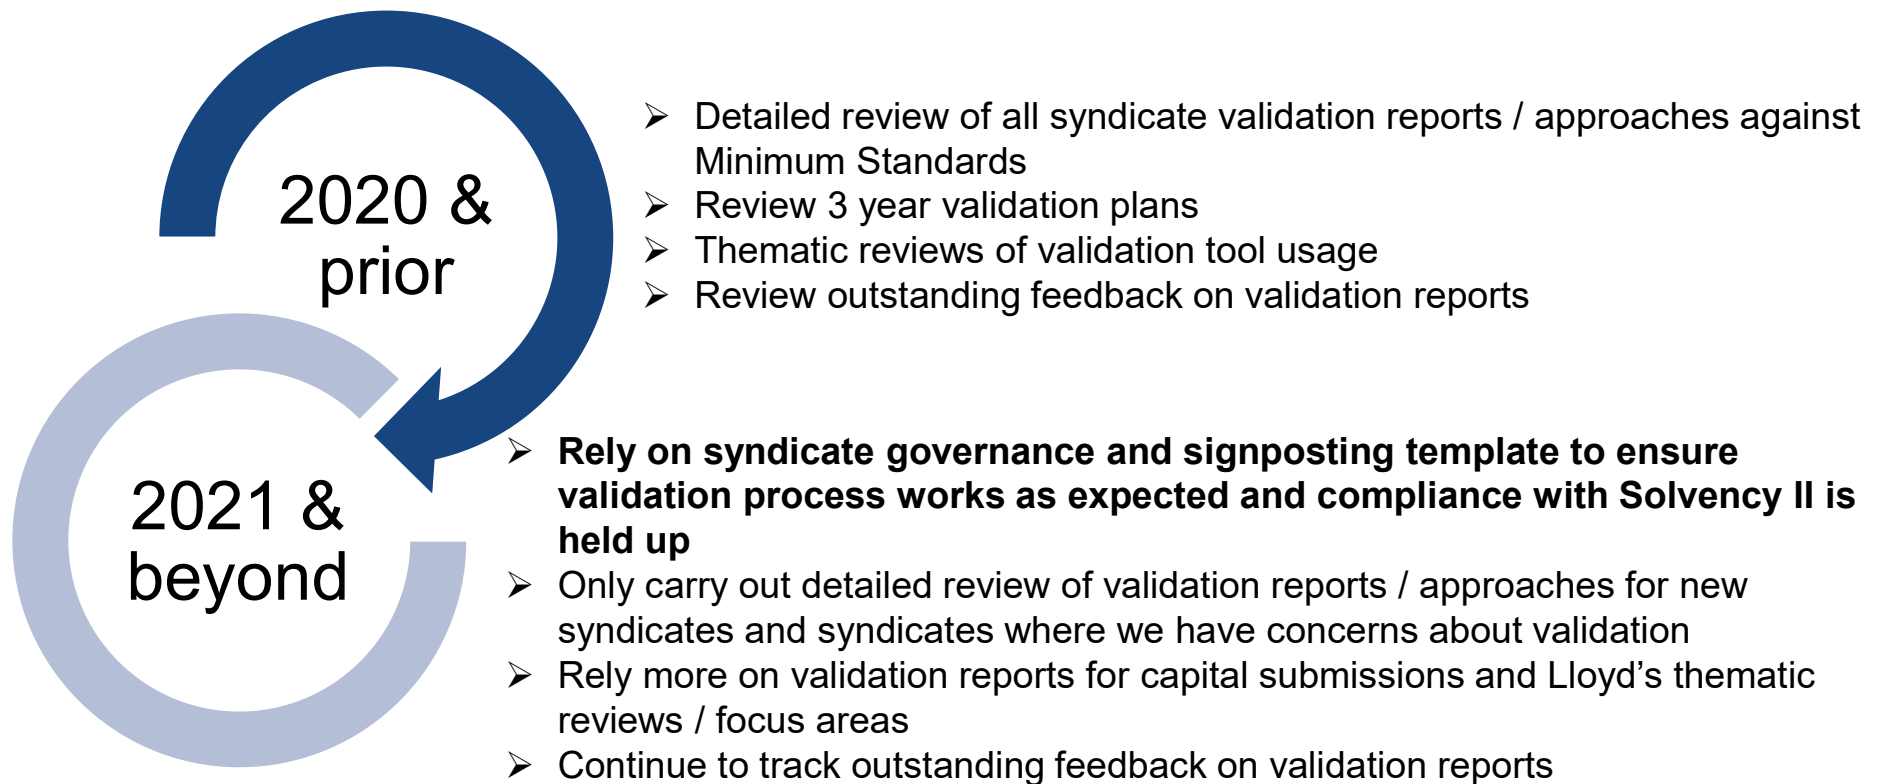 2020 &
prior
➢ Detailed review of all syndicate validation reports / approaches against
Minimum Standards
➢ Review 3 year validation plans
➢ Thematic reviews of validation tool usage
➢ Review outstanding feedback on validation reports
2021 &
beyond
➢ Rely on syndicate governance and signposting template to ensure
validation process works as expected and compliance with Solvency II is
held up
➢ Only carry out detailed review of validation reports / approaches for new
syndicates and syndicates where we have concerns about validation
➢ Rely more on validation reports for capital submissions and Lloyd’s thematic
reviews / focus areas
➢ Continue to track outstanding feedback on validation reports